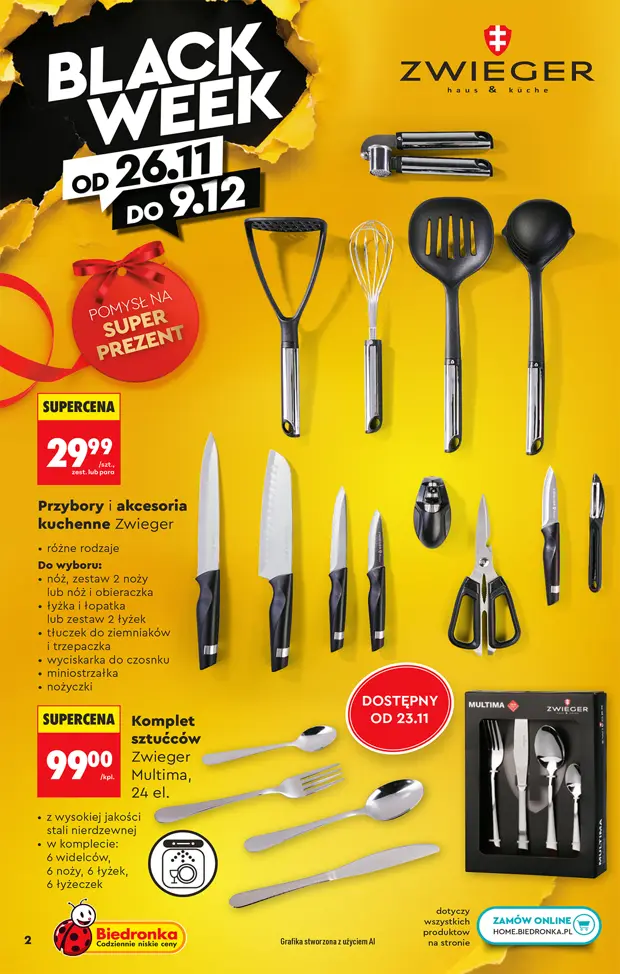 BLACK
WEEK
OD 26.11
DO 9.12
ZWIEGER
haus & küche
POMYSŁ NA
SUPER
PREZENT
SUPERCENA
29 99
/szt.,
zest. lub para
Przybory i akcesoria
kuchenne Zwieger
• różne rodzaje
Do wyboru:
• nóż, zestaw 2 noży
lub nóż i obieraczka
• łyżka i łopatka
lub zestaw 2 łyżek
• tłuczek do ziemniaków
i trzepaczka
• wyciskarka do czosnku
• miniostrzałka
• nożyczki
DOSTĘPNY
OD 23.11
SUPERCENA
99 00
/kpl.
Komplet
sztućców
Zwieger
Multima,
24 el.
• z wysokiej jakości
stali nierdzewnej
• w komplecie:
6 widelców,
6 noży, 6 łyżek,
6 łyżeczek
MULTIMA
ZWIEGER
MULTIMA
2
Biedronka
Codziennie niskie ceny
Grafika stworzona z użyciem AI
dotyczy
wszystkich
produktow
na stronie
ZAMÓW ONLINE
HOME.BIEDRONKA.PL